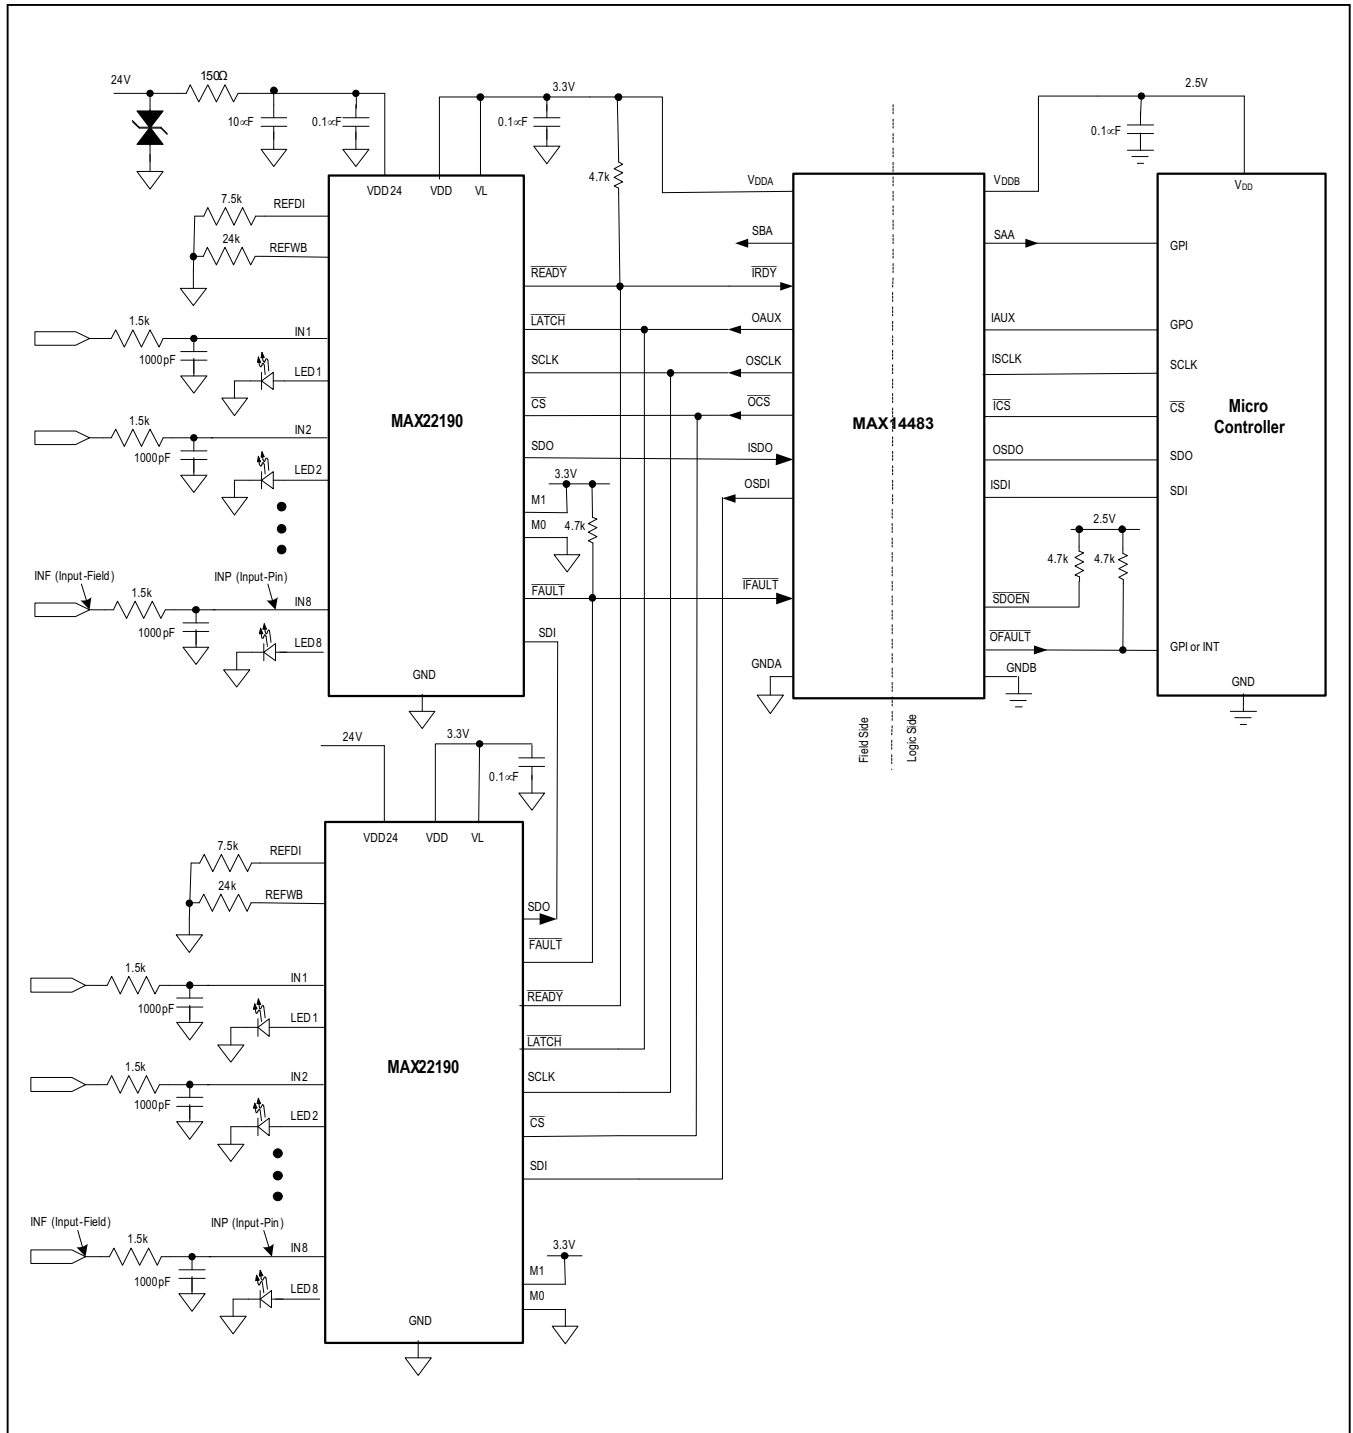 24V
150Ω
10∝F
0.1∝F
3.3V
0.1∝F
4.7k
2.5V
0.1∝F
VDD24
VDD
VL
VDDA
VDDB
VDD
7.5k
REFDI
24k
REFWB
SBA
SAA
GPI
READY
IRDY
1.5k
IN1
1000pF
LATCH
OAUX
IAUX
GPO
LED1
SCLK
OSCLK
ISCLK
SCLK
1.5k
IN2
1000pF
CS
OCS
ICS
CS
MAX22190
MAX14483
Micro
Controller
LED2
SDO
ISDO
OSDO
SDO
3.3V
OSDI
ISDI
SDI
M1
M0
4.7k
2.5V
4.7k
4.7k
INF (Input-Field)
1.5k
INP (Input-Pin)
IN8
1000pF
FAULT
IFAULT
SDOEN
LED8
SDI
OFAULT
GPI or INT
GND
GNDA
GNDB
GND
Field Side
Logic Side
24V
3.3V
0.1∝F
VDD24
VDD
VL
7.5k
REFDI
24k
REFWB
SDO
FAULT
1.5k
IN1
1000pF
READY
LED1
LATCH
MAX22190
1.5k
IN2
1000pF
SCLK
LED2
CS
SDI
INF (Input-Field)
1.5k
INP (Input-Pin)
IN8
1000pF
3.3V
M1
LED8
M0
GND